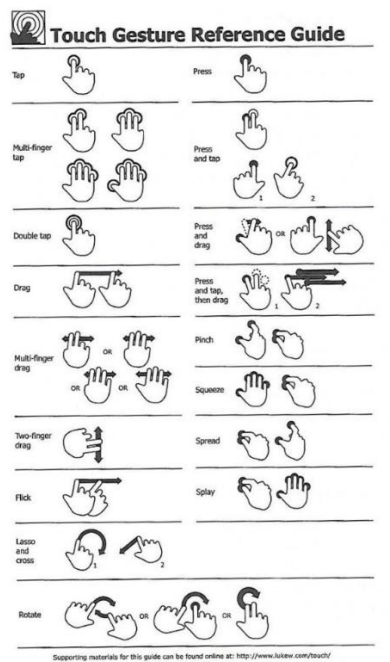 Touch Gesture Reference Guide
Tap
Press
Multi-finger
tap
Press
and tap
1
2
Double tap
Press
and
drag
OR
Drag
Press
and tap,
then drag
1
2
Multi-finger
drag
OR
OR
OR
Pinch
Squeeze
Two-finger
drag
Spread
Flick
Splay
Lasso
and
cross
1
2
Rotate
OR
OR
Supporting materials for this guide can be found online at: http://www.lukew.com/touch/